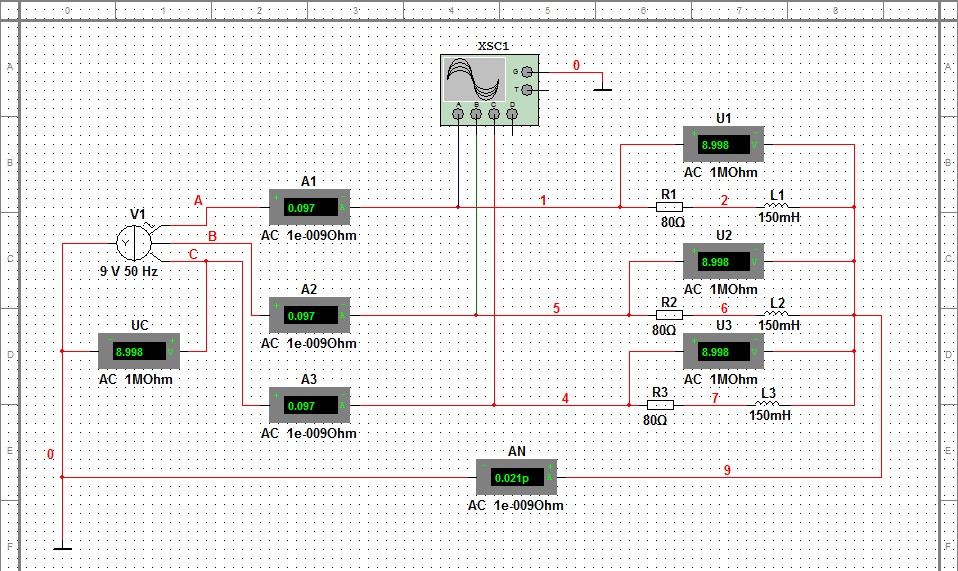 0 1 2 3 4 5 6 7 8
XSC1
G
T
A B C D
0
A
A
B
B
C
C
D
D
E
E
F
F
U1
8.998 V
AC 1MOhm
A1
0.097 A
AC 1e-009Ohm
1
R1
80Ω
2
L1
150mH
A
V1
Y
9 V 50 Hz
B
C
U2
8.998 V
AC 1MOhm
A2
0.097 A
AC 1e-009Ohm
5
R2
80Ω
6
L2
150mH
UC
8.998 V
AC 1MOhm
U3
8.998 V
AC 1MOhm
A3
0.097 A
AC 1e-009Ohm
4
R3
80Ω
7
L3
150mH
0
AN
0.021p A
AC 1e-009Ohm
9